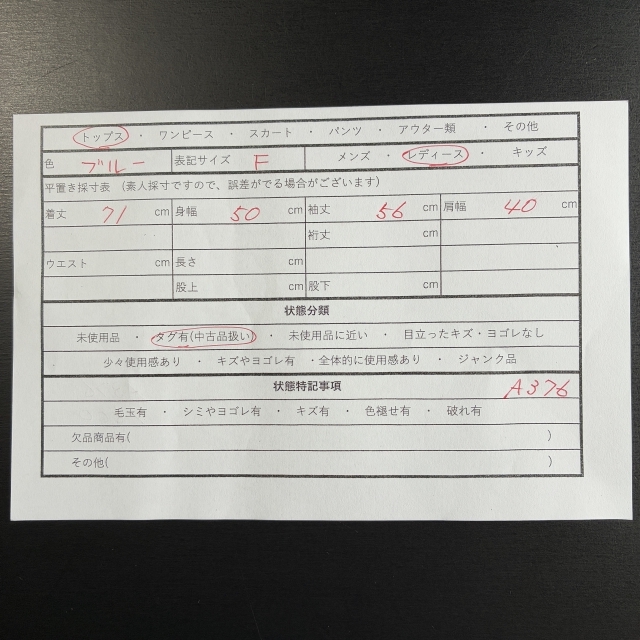 トップス ・ ワンピース ・ スカート ・ パンツ ・ アウター類 ・ その他
色 ブルー 表記サイズ F メンズ ・ レディース ・ キッズ
平置き採寸表 (素人採寸ですので、誤差がでる場合がございます)
着丈 71 cm 身幅 50 cm 袖丈 56 cm 肩幅 40 cm
裄丈 cm
ウエスト cm 長さ cm
股上 cm 股下 cm
状態分類
未使用品 ・ タグ有(中古品扱い) ・ 未使用品に近い ・ 目立ったキズ・ヨゴレなし
少々使用感あり ・ キズやヨゴレ有 ・全体的に使用感あり ・ ジャンク品
状態特記事項 A376
毛玉有 ・ シミやヨゴレ有 ・ キズ有 ・ 色褪せ有 ・ 破れ有
欠品商品有( )
その他( )